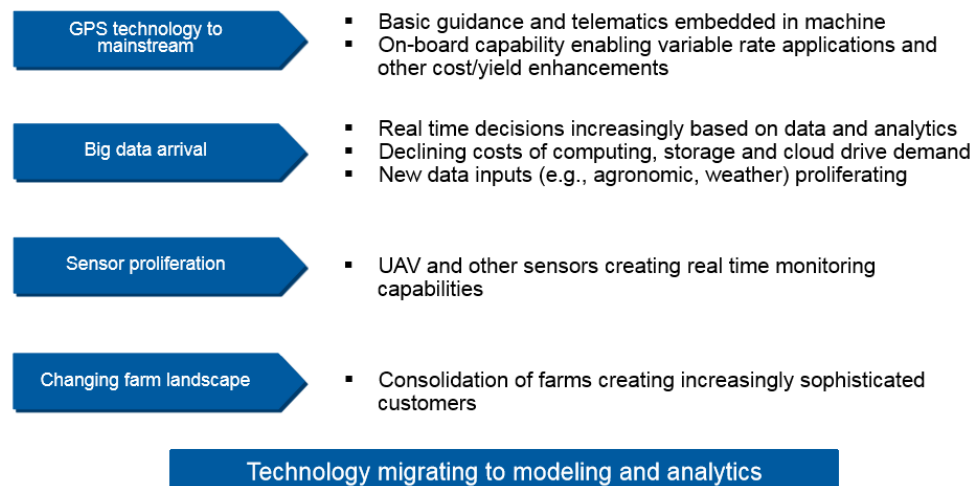 GPS technology to
mainstream
▪ Basic guidance and telematics embedded in machine
▪ On-board capability enabling variable rate applications and
other cost/yield enhancements
Big data arrival
▪ Real time decisions increasingly based on data and analytics
▪ Declining costs of computing, storage and cloud drive demand
▪ New data inputs (e.g., agronomic, weather) proliferating
Sensor proliferation
▪ UAV and other sensors creating real time monitoring
capabilities
Changing farm landscape
▪ Consolidation of farms creating increasingly sophisticated
customers
Technology migrating to modeling and analytics